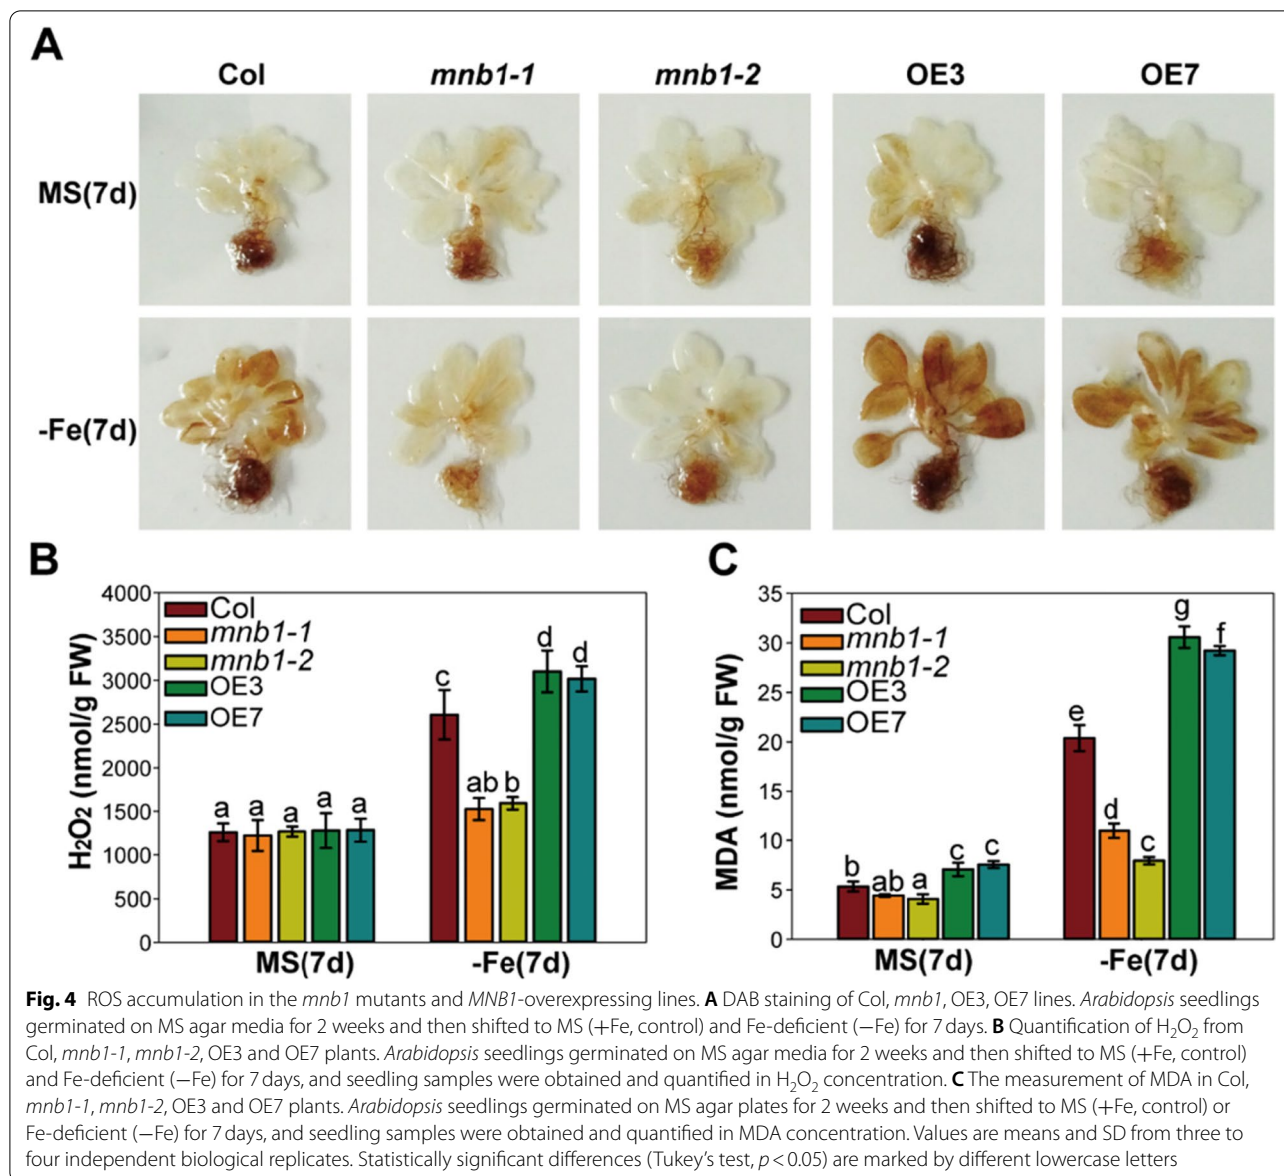 A
Col mnb1-1 mnb1-2 OE3 OE7
MS(7d)
-Fe(7d)
B
H₂O₂ (nmol/g FW)
4000
3500
3000
2500
2000
1500
1000
500
0
Col
mnb1-1
mnb1-2
OE3
OE7
a a a a a
c ab b d d
MS(7d) -Fe(7d)
C
MDA (nmol/g FW)
35
30
25
20
15
10
5
0
Col
mnb1-1
mnb1-2
OE3
OE7
b ab a c c
e d c g f
MS(7d) -Fe(7d)
Fig. 4 ROS accumulation in the mnb1 mutants and MNB1-overexpressing lines. A DAB staining of Col, mnb1, OE3, OE7 lines. Arabidopsis seedlings
germinated on MS agar media for 2 weeks and then shifted to MS (+Fe, control) and Fe-deficient (−Fe) for 7 days. B Quantification of H₂O₂ from
Col, mnb1-1, mnb1-2, OE3 and OE7 plants. Arabidopsis seedlings germinated on MS agar media for 2 weeks and then shifted to MS (+Fe, control)
and Fe-deficient (−Fe) for 7 days, and seedling samples were obtained and quantified in H₂O₂ concentration. C The measurement of MDA in Col,
mnb1-1, mnb1-2, OE3 and OE7 plants. Arabidopsis seedlings germinated on MS agar plates for 2 weeks and then shifted to MS (+Fe, control) or
Fe-deficient (−Fe) for 7 days, and seedling samples were obtained and quantified in MDA concentration. Values are means and SD from three to
four independent biological replicates. Statistically significant differences (Tukey's test, p < 0.05) are marked by different lowercase letters